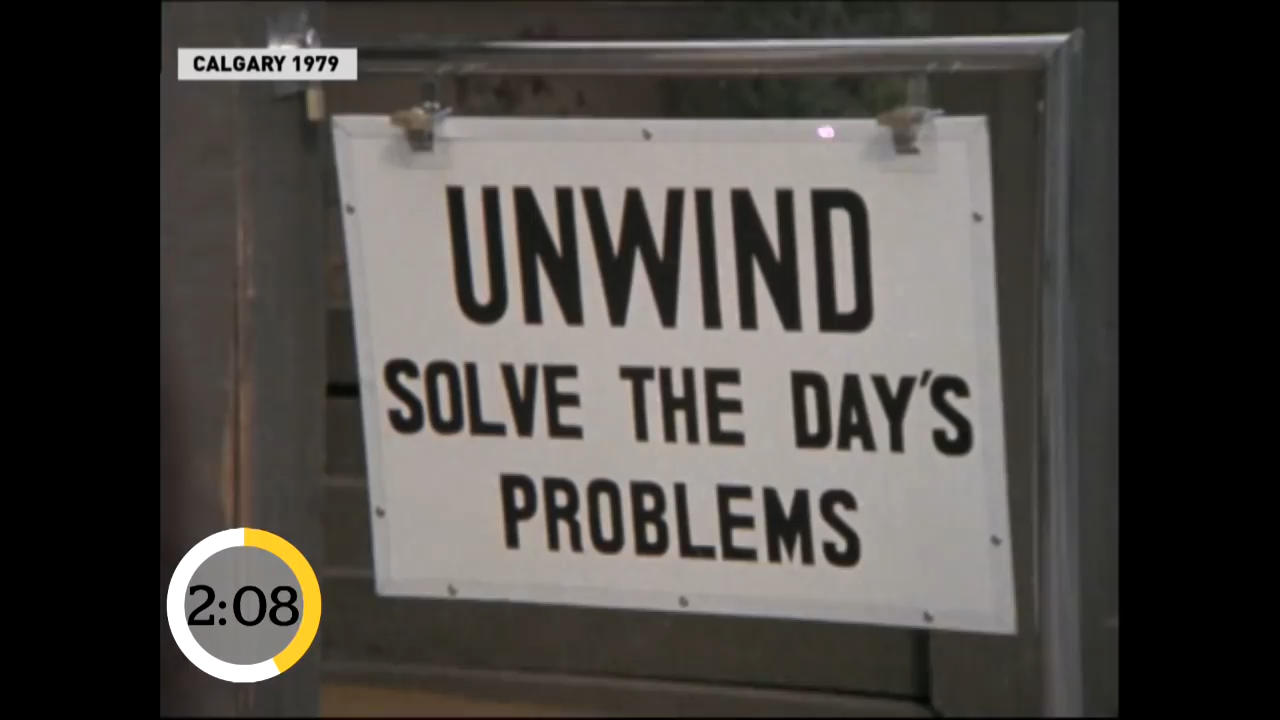 CALGARY 1979
UNWIND
SOLVE THE DAY'S
PROBLEMS
2:08